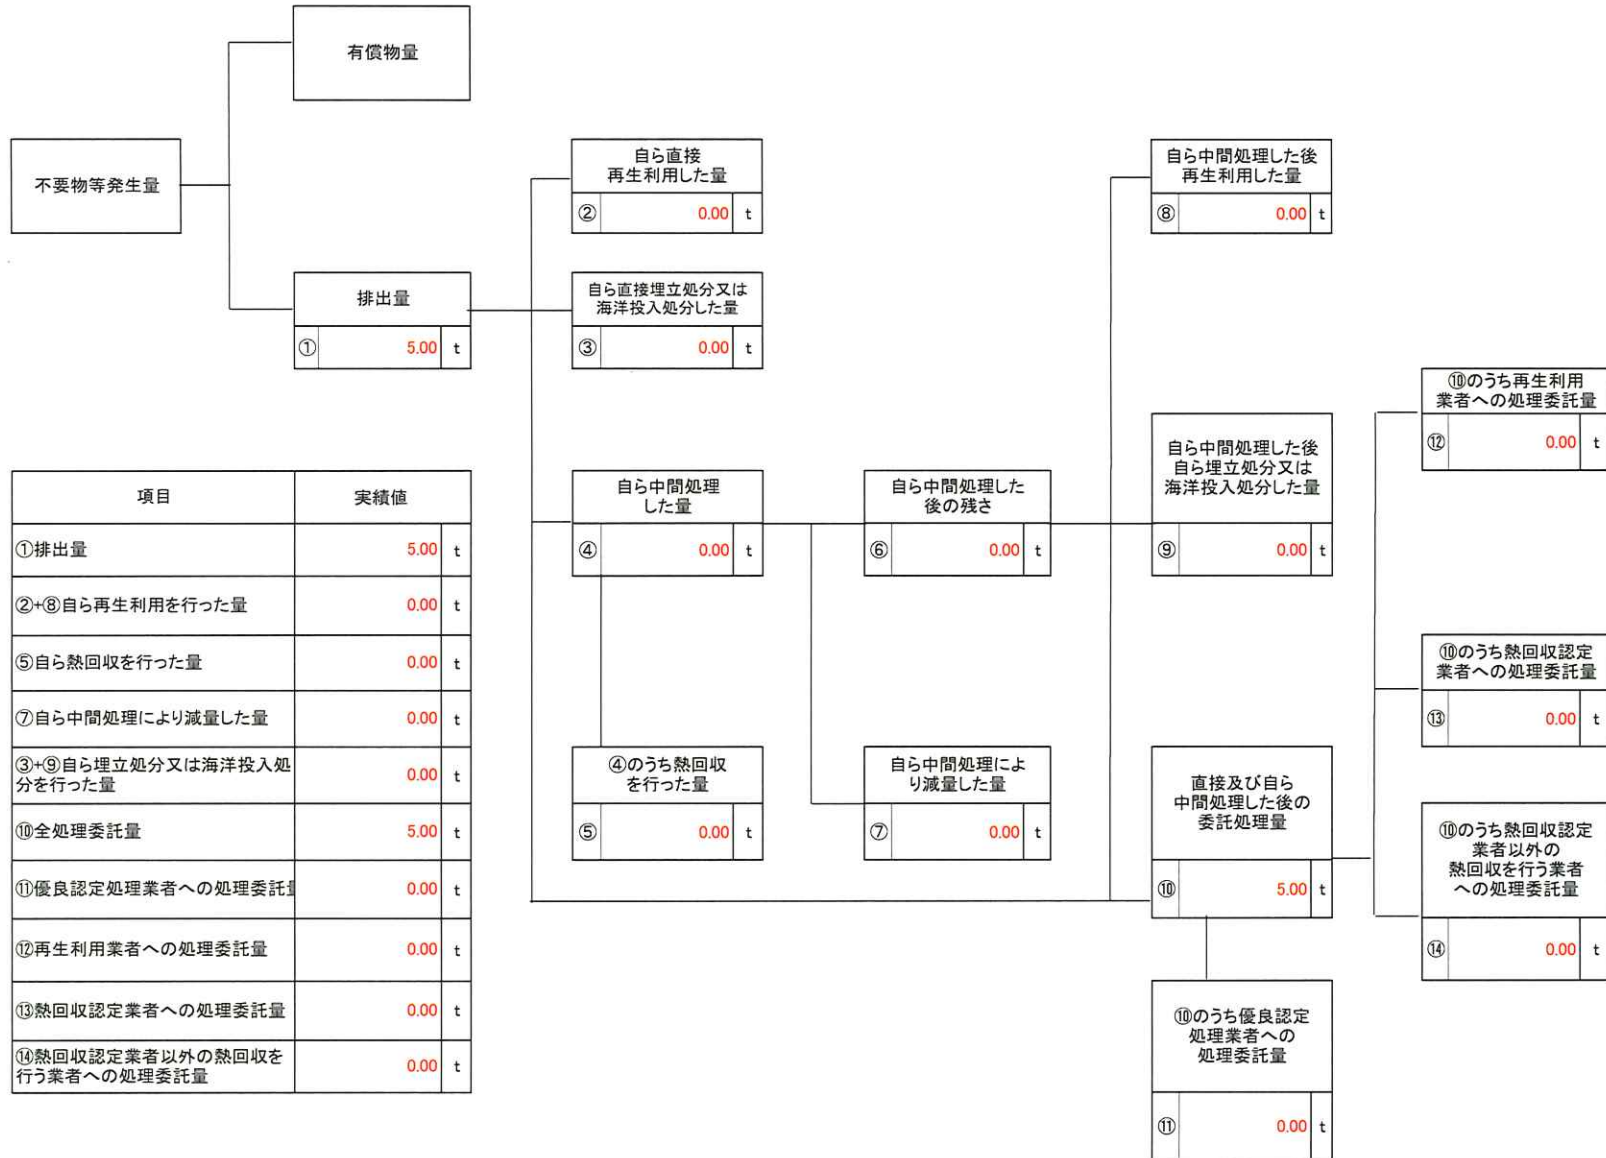 有償物量
不要物等発生量
自ら直接
再生利用した量
② 0.00 t
自ら中間処理した後
再生利用した量
⑧ 0.00 t
排出量
① 5.00 t
自ら直接埋立処分又は
海洋投入処分した量
③ 0.00 t
⑩のうち再生利用
業者への処理委託量
⑫ 0.00 t
自ら中間処理
した量
④ 0.00 t
自ら中間処理した
後の残さ
⑥ 0.00 t
自ら中間処理した後
自ら埋立処分又は
海洋投入処分した量
⑨ 0.00 t
⑩のうち熱回収認定
業者への処理委託量
⑬ 0.00 t
④のうち熱回収
を行った量
⑤ 0.00 t
自ら中間処理によ
り減量した量
⑦ 0.00 t
直接及び自ら
中間処理した後の
委託処理量
⑩ 5.00 t
⑩のうち熱回収認定
業者以外の
熱回収を行う業者
への処理委託量
⑭ 0.00 t
⑩のうち優良認定
処理業者への
処理委託量
⑪ 0.00 t
項目 実績値
①排出量 5.00 t
②+⑧自ら再生利用を行った量 0.00 t
⑤自ら熱回収を行った量 0.00 t
⑦自ら中間処理により減量した量 0.00 t
③+⑨自ら埋立処分又は海洋投入処
分を行った量 0.00 t
⑩全処理委託量 5.00 t
⑪優良認定処理業者への処理委託量 0.00 t
⑫再生利用業者への処理委託量 0.00 t
⑬熱回収認定業者への処理委託量 0.00 t
⑭熱回収認定業者以外の熱回収を
行う業者への処理委託量 0.00 t